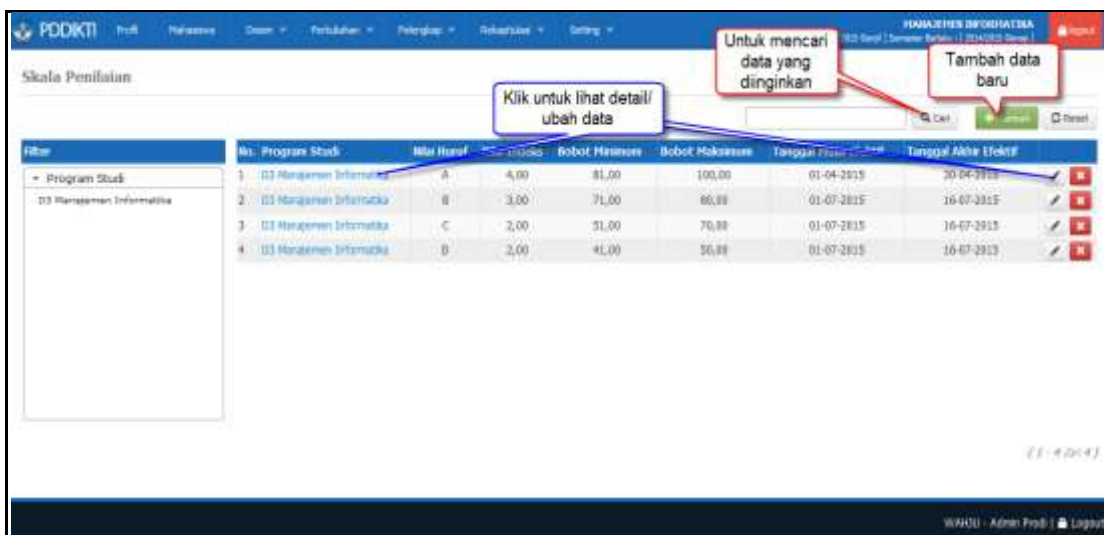 PDDIKTI Prodi Mahasiswa Dosen Perkuliahan Pelengkap Rekapitulasi Setting MANAJEMEN INFORMATIKA Logout
Untuk mencari
data yang
diinginkan
Tambah data
baru
Skala Penilaian
Klik untuk lihat detail/
ubah data
Cari Reset
Filter
Program Studi
D3 Manajemen Informatika
No. Program Studi Nilai Huruf Bobot Minimum Bobot Maksimum Tanggal Tanggal Akhir Efektif
1 D3 Manajemen Informatika A 4,00 81,00 100,00 01-04-2015
2 D3 Manajemen Informatika B 3,00 71,00 80,00 01-07-2015 16-07-2015
3 D3 Manajemen Informatika C 2,00 51,00 70,00 01-07-2015 16-07-2015
4 D3 Manajemen Informatika D 2,00 41,00 50,00 01-07-2015 16-07-2015
WAHJU - Admin Prodi | Logout